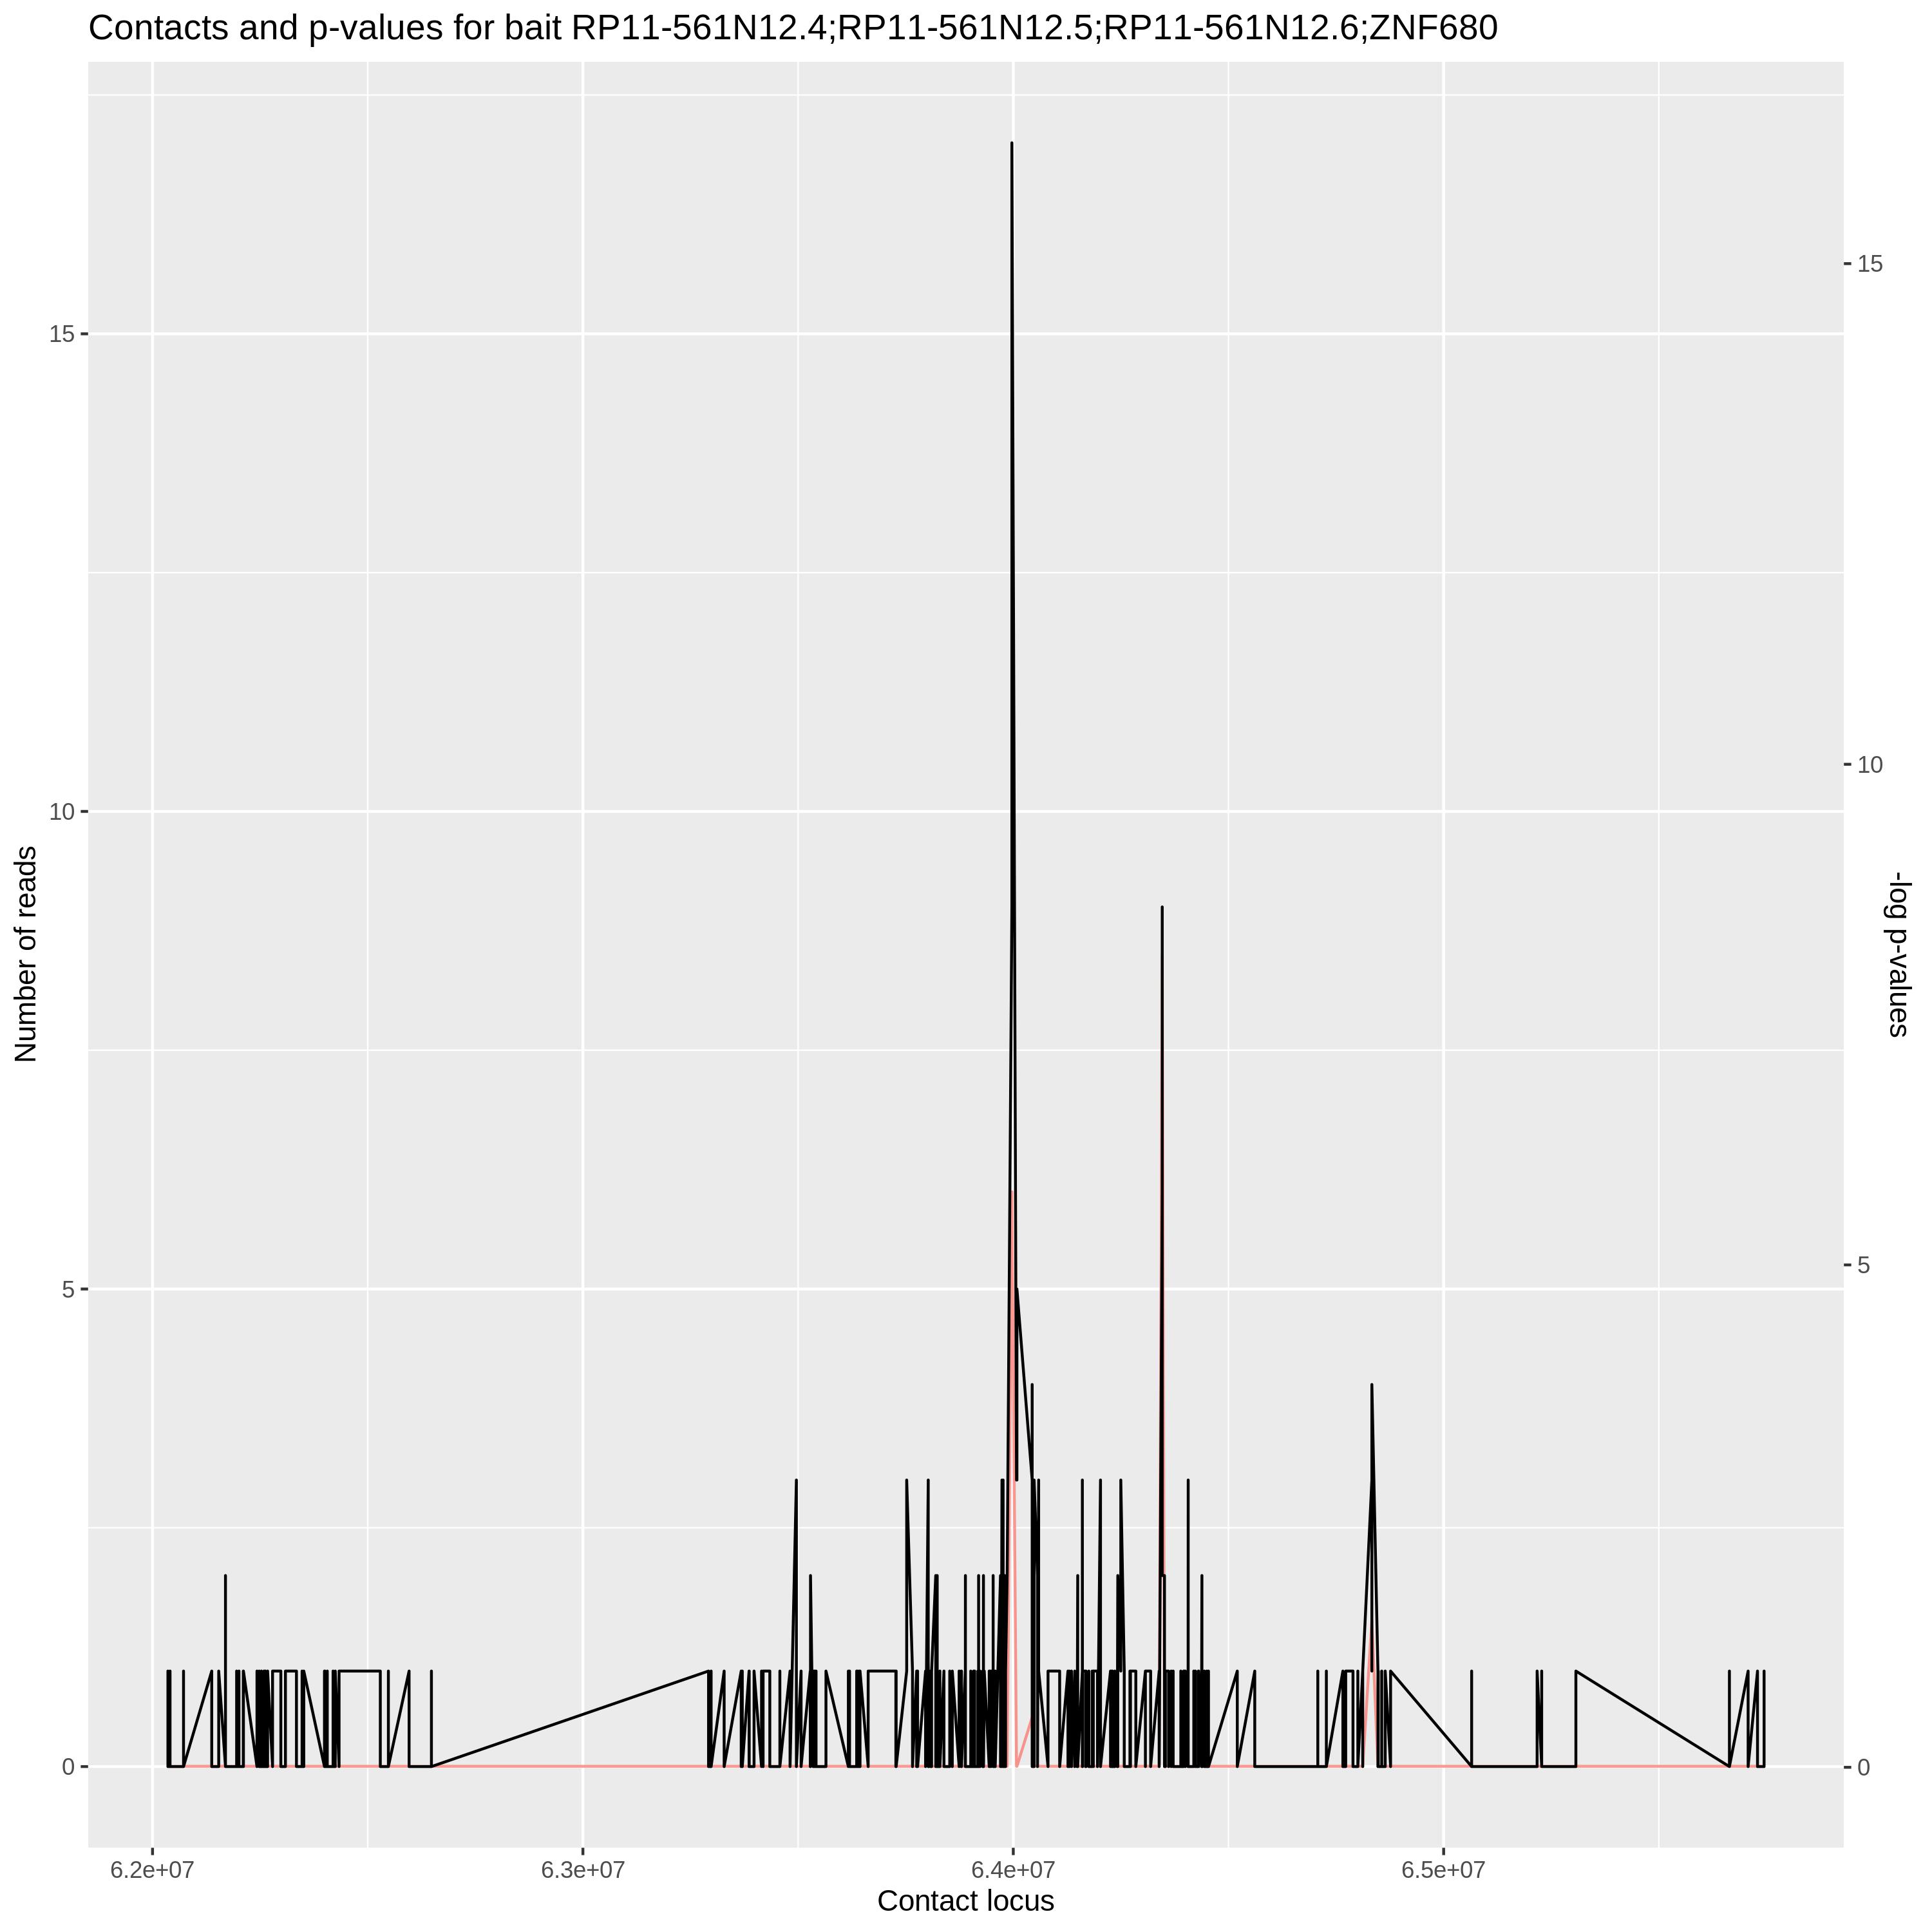 Contacts and p-values for bait RP11-561N12.4;RP11-561N12.5;RP11-561N12.6;ZNF680
15
10
5
0
Number of reads
15
10
5
0
-log p-values
6.2e+07
6.3e+07
6.4e+07
6.5e+07
Contact locus